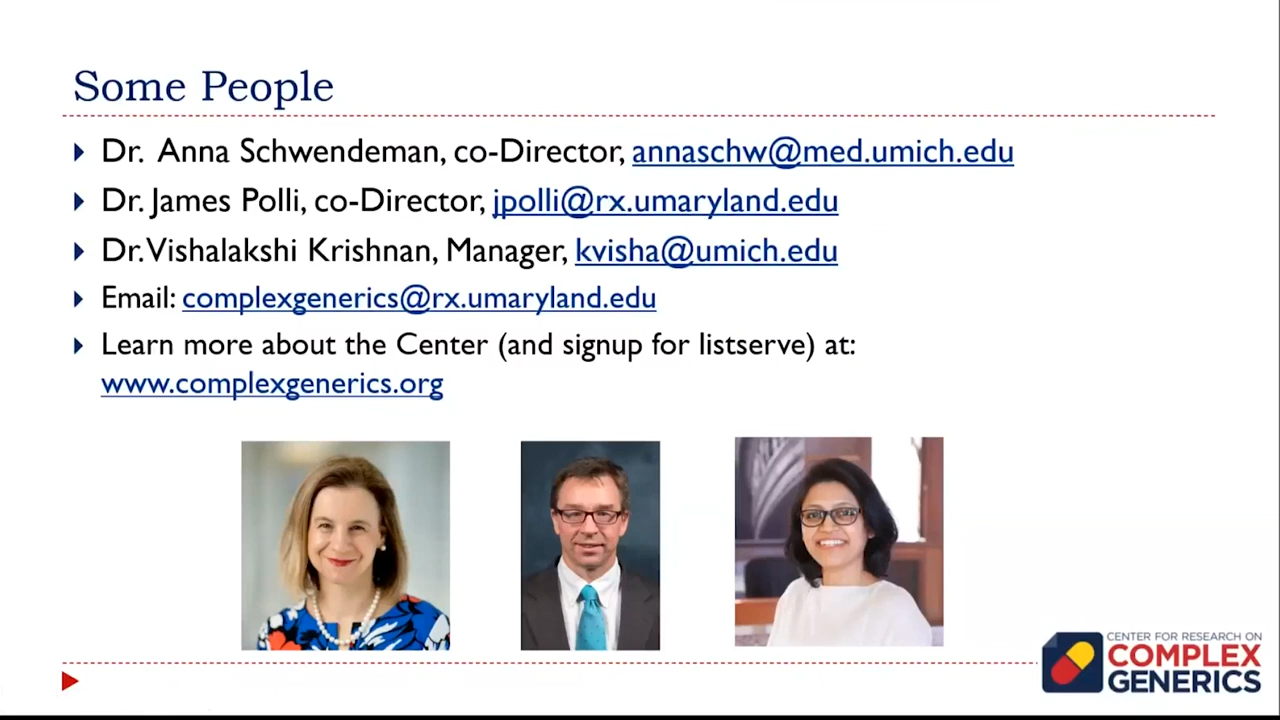 Some People
Dr. Anna Schwendeman, co-Director, annaschw@med.umich.edu
Dr. James Polli, co-Director, jpolli@rx.umaryland.edu
Dr. Vishalakshi Krishnan, Manager, kvisha@umich.edu
Email: complexgenerics@rx.umaryland.edu
Learn more about the Center (and signup for listserve) at:
www.complexgenerics.org
CENTER FOR RESEARCH ON
COMPLEX
GENERICS